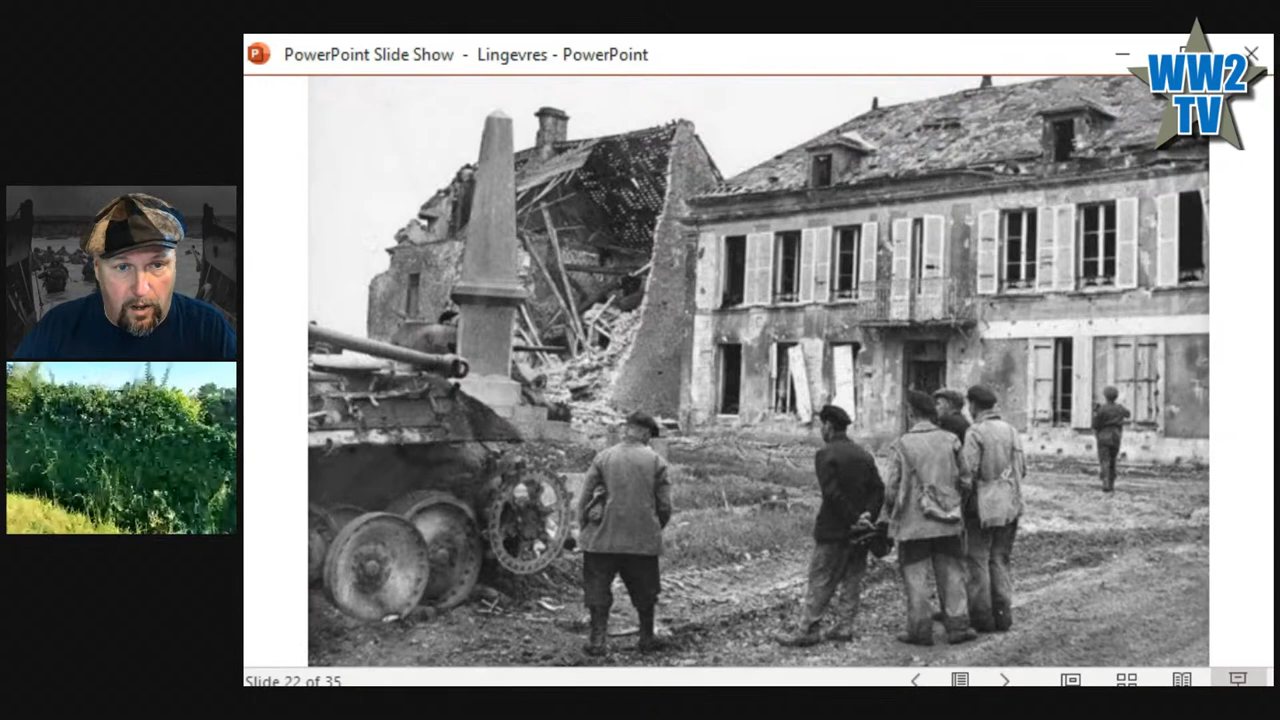 PowerPoint Slide Show - Lingevres - PowerPoint
WW2
TV
P
Slide 22 of 35